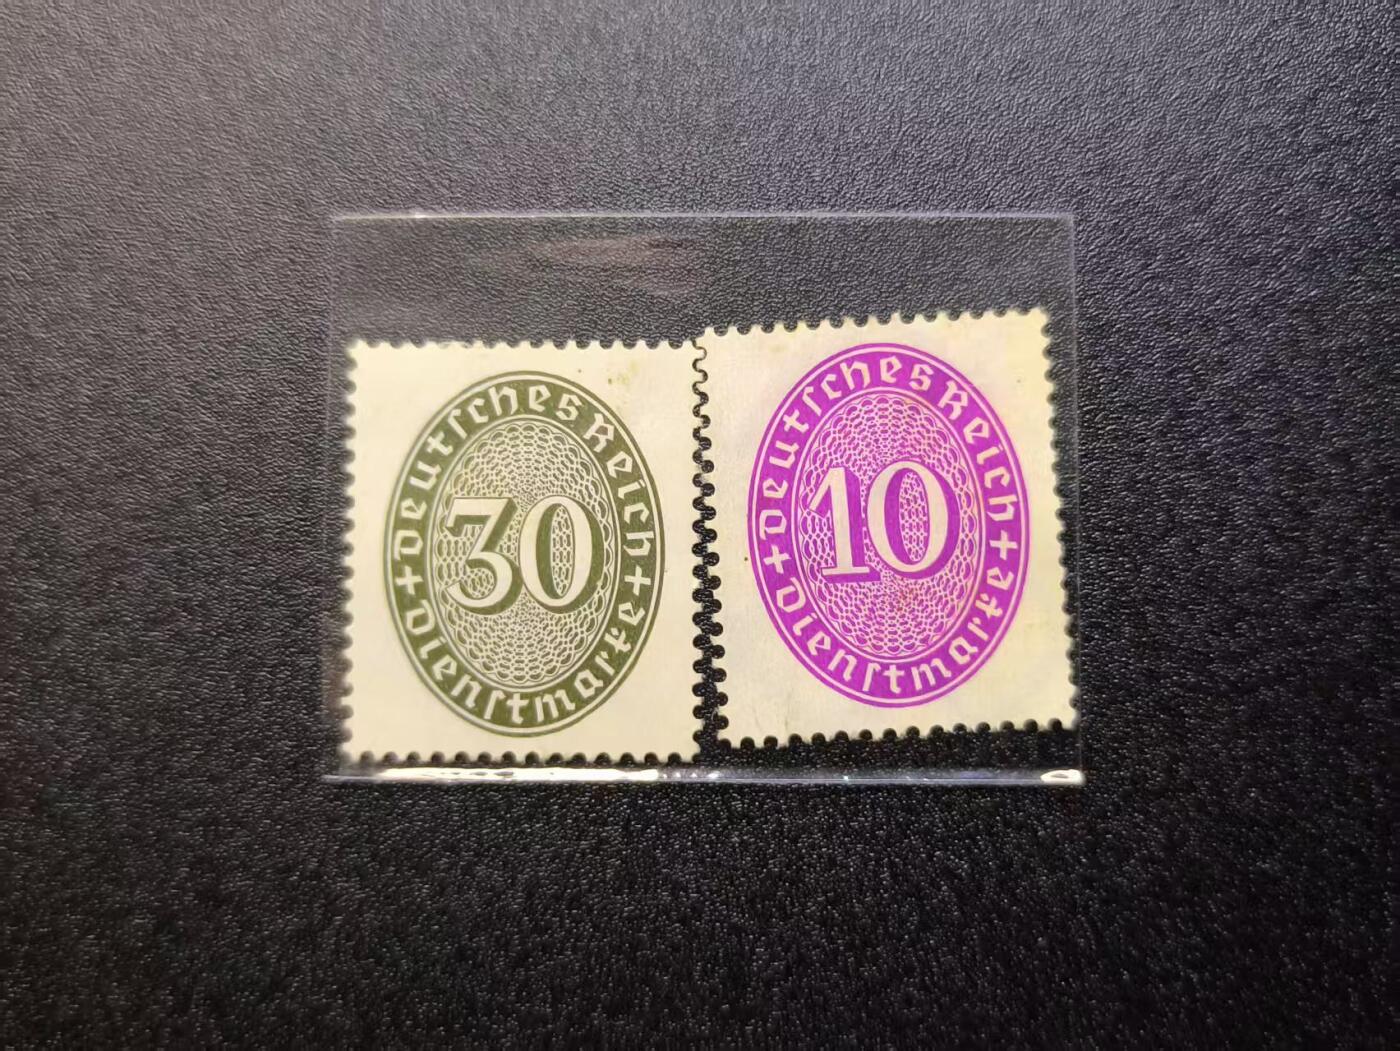 Deutſches Reich + Dienſtmarke +
30
Deutſches Reich + Dienſtmarke +
10